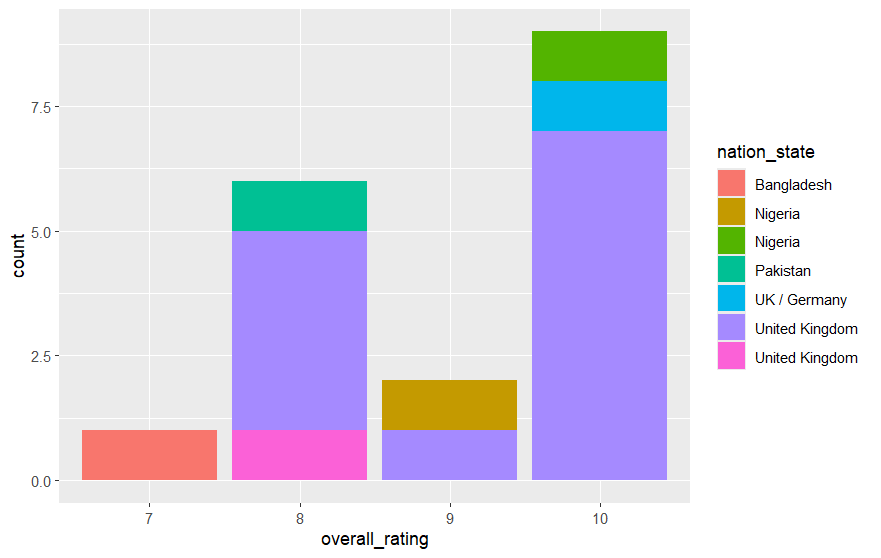 count
7.5
5.0
2.5
0.0
7 8 9 10
overall_rating
nation_state
Bangladesh
Nigeria
Nigeria
Pakistan
UK / Germany
United Kingdom
United Kingdom